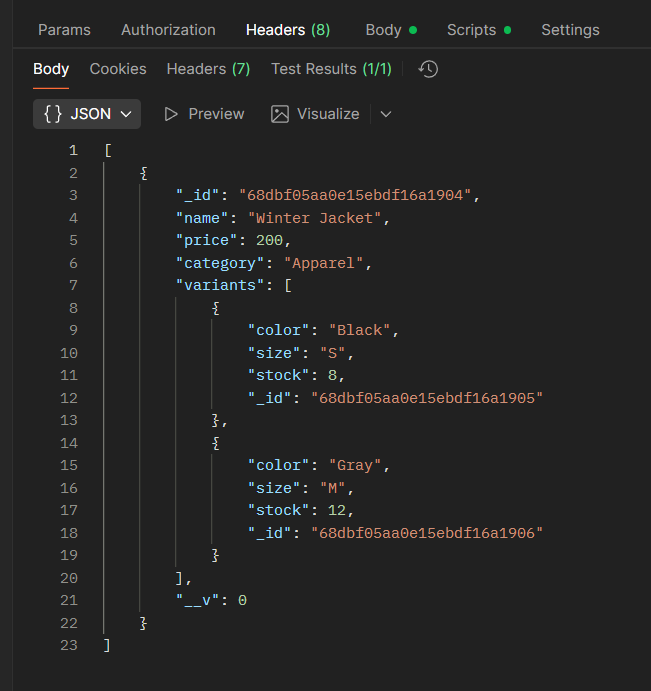 Params Authorization Headers (8) Body Scripts Settings
Body Cookies Headers (7) Test Results (1/1)
{} JSON Preview Visualize
1 [
2 {
3 "_id": "68dbf05aa0e15ebdf16a1904",
4 "name": "Winter Jacket",
5 "price": 200,
6 "category": "Apparel",
7 "variants": [
8 {
9 "color": "Black",
10 "size": "S",
11 "stock": 8,
12 "_id": "68dbf05aa0e15ebdf16a1905"
13 },
14 {
15 "color": "Gray",
16 "size": "M",
17 "stock": 12,
18 "_id": "68dbf05aa0e15ebdf16a1906"
19 }
20 ],
21 "__v": 0
22 }
23 ]